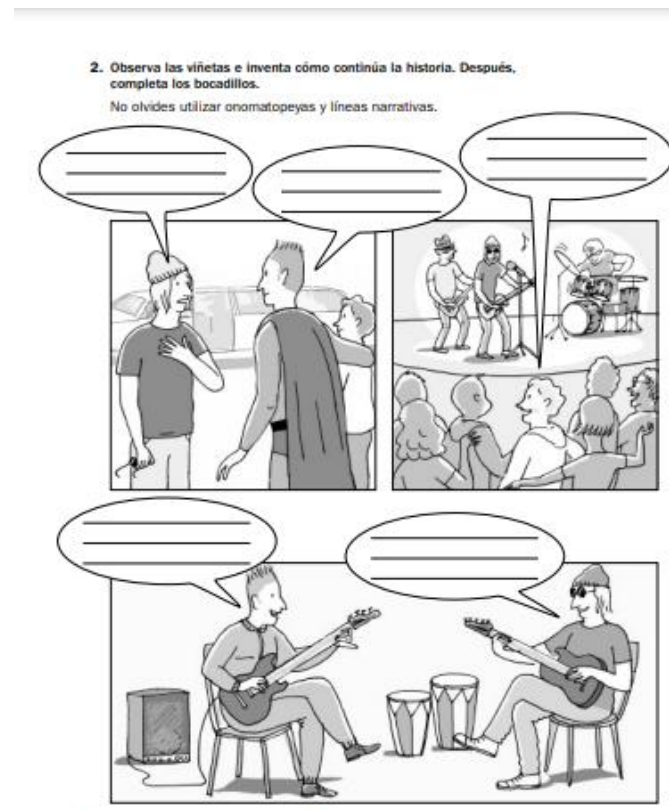 2. Observa las viñetas e inventa cómo continúa la historia. Después,
completa los bocadillos.
No olvides utilizar onomatopeyas y líneas narrativas.